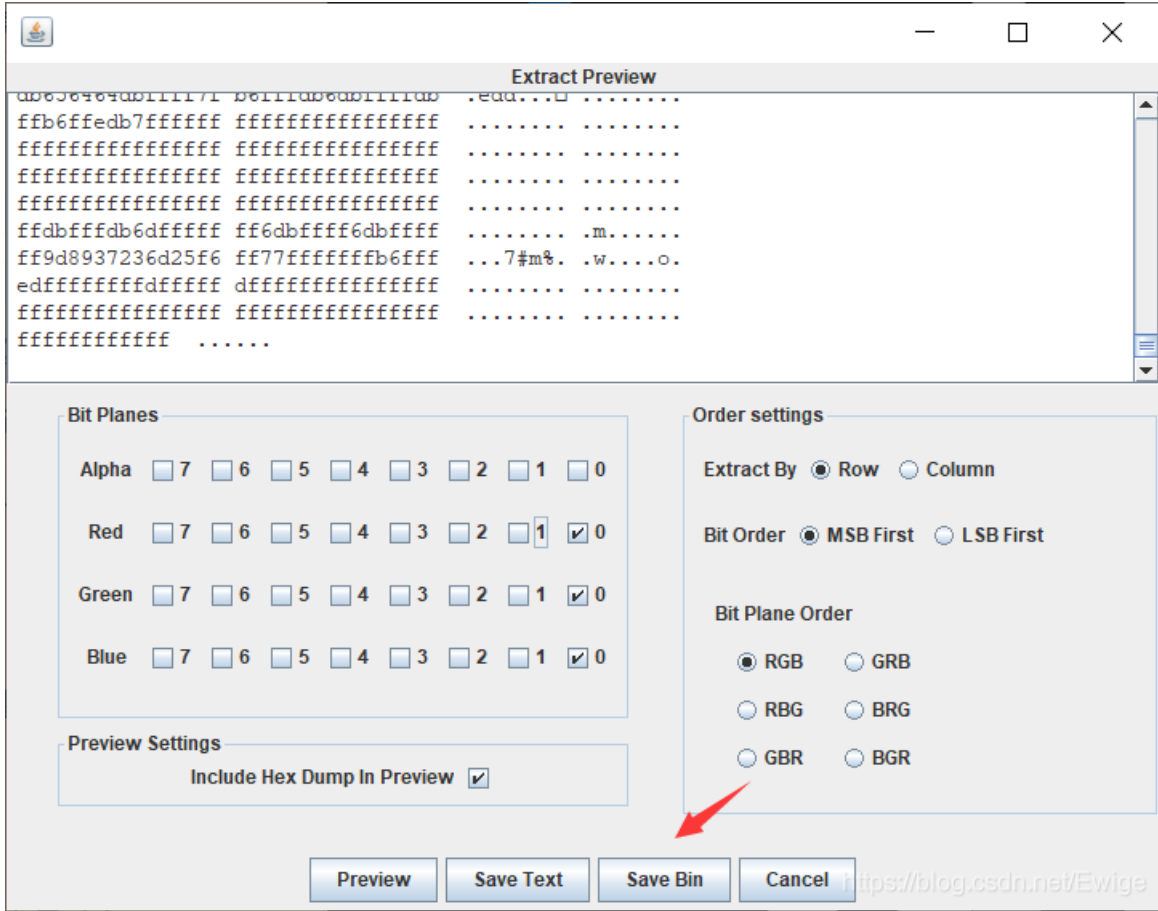 Extract Preview
ffb6ffedb7ffffff ffffffffffffffff ........ ........
ffffffffffffffff ffffffffffffffff ........ ........
ffffffffffffffff ffffffffffffffff ........ ........
ffffffffffffffff ffffffffffffffff ........ ........
ffdbfffdb6dfffff ff6dbffff6dbffff ........ .m......
ff9d8937236d25f6 ff77fffffffb6fff ...7#m%. .w....o.
edffffffffdfffff dfffffffffffffff ........ ........
ffffffffffffffff ffffffffffffffff ........ ........
ffffffffffff ......
Bit Planes
Alpha 7 6 5 4 3 2 1 0
Red 7 6 5 4 3 2 1 0
Green 7 6 5 4 3 2 1 0
Blue 7 6 5 4 3 2 1 0
Preview Settings
Include Hex Dump In Preview
Order settings
Extract By Row Column
Bit Order MSB First LSB First
Bit Plane Order
RGB GRB
RBG BRG
GBR BGR
Preview Save Text Save Bin Cancel
https://blog.csdn.net/Ewige